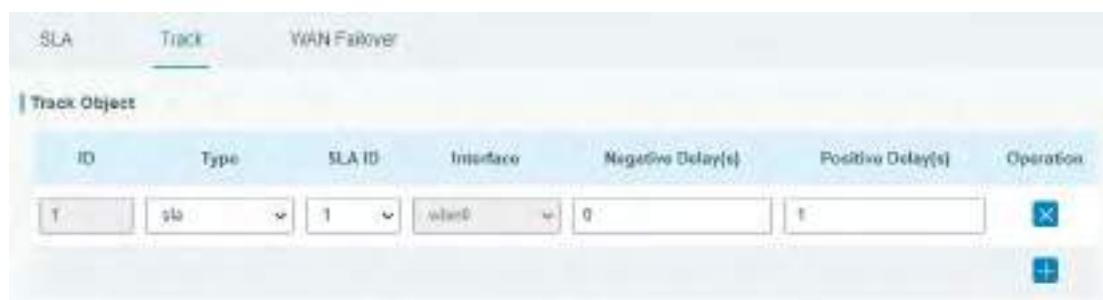 SLA Track WAN Failover
Track Object
ID Type SLA ID Interface Negative Delay(s) Positive Delay(s) Operation
1 sla 1 0 1